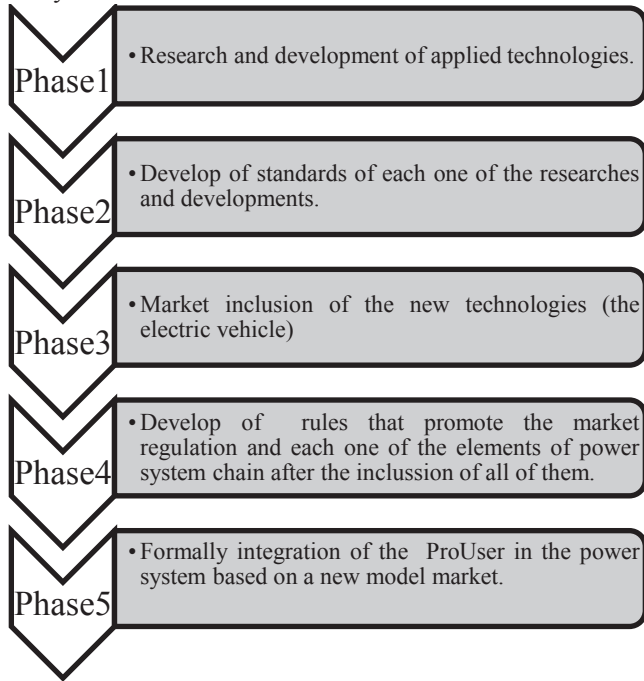 Phase1
• Research and development of applied technologies.
Phase2
• Develop of standards of each one of the researches
and developments.
Phase3
• Market inclusion of the new technologies (the
electric vehicle)
Phase4
• Develop of rules that promote the market
regulation and each one of the elements of power
system chain after the inclussion of all of them.
Phase5
• Formally integration of the ProUser in the power
system based on a new model market.